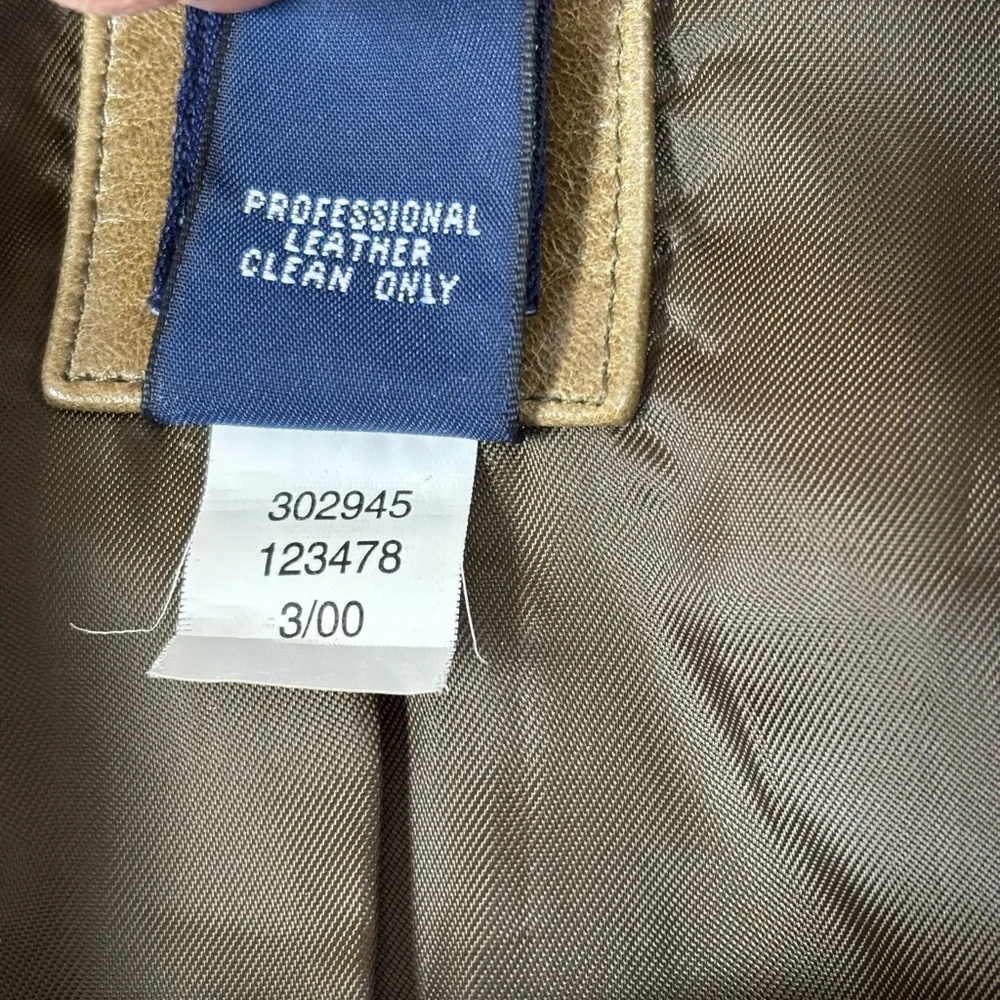 PROFESSIONAL
LEATHER
CLEAN ONLY
302945
123478
3/00